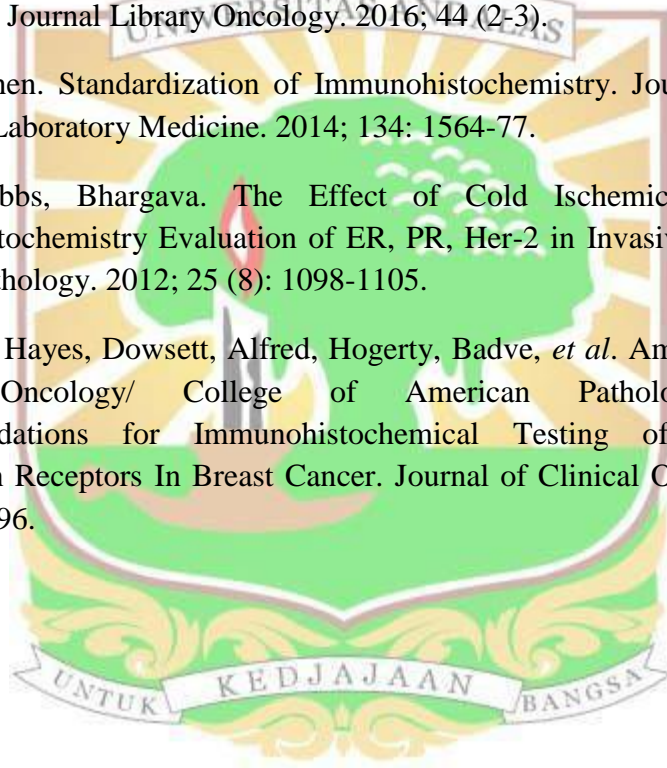 Journal Library Oncology. 2016; 44 (2-3).
UNIVERSITAS ANDALAS
hen. Standardization of Immunohistochemistry. Jou
Laboratory Medicine. 2014; 134: 1564-77.
bbs, Bhargava. The Effect of Cold Ischemic
tochemistry Evaluation of ER, PR, Her-2 in Invasiv
thology. 2012; 25 (8): 1098-1105.
Hayes, Dowsett, Alfred, Hogerty, Badve, et al. Am
Oncology/ College of American Patholo
dations for Immunohistochemical Testing of
n Receptors In Breast Cancer. Journal of Clinical O
96.
UNTUK KEDJAJAAN BANGSA